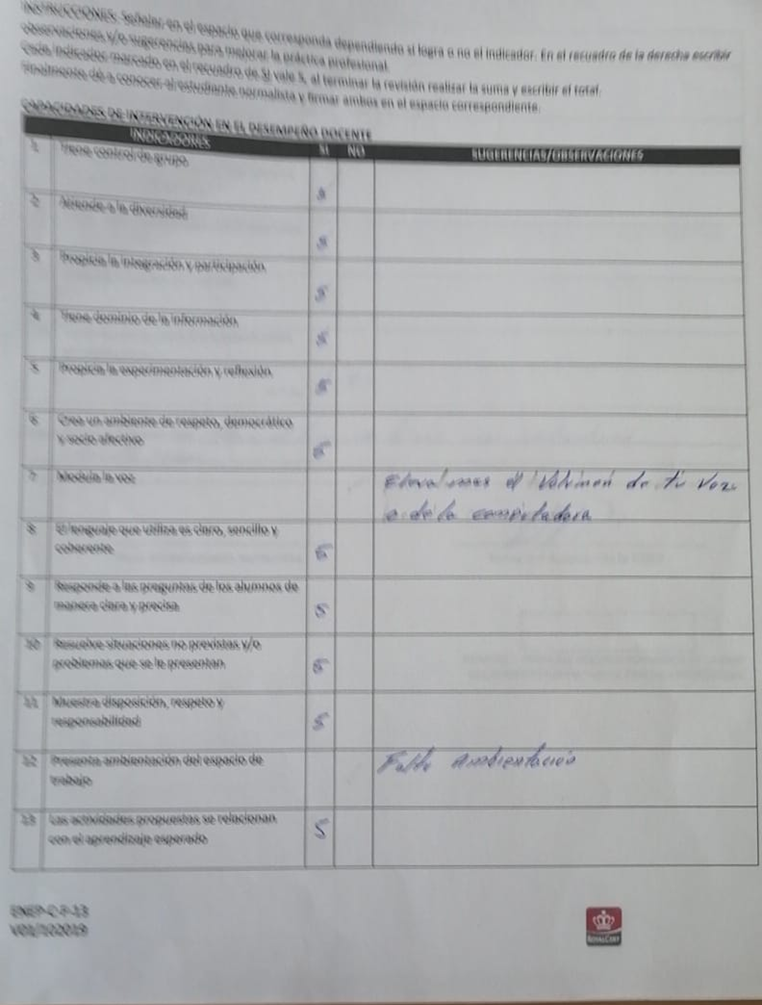 INSTRUCCIONES: Señalar en el espacio que corresponda dependiendo si logra o no el indicador. En el recuadro de la derecha escribir
observaciones y/o sugerencias para mejorar la práctica profesional.
Cada indicador marcado en el recuadro de SI vale 5, al terminar la revisión realizar la suma y escribir el total.
Finalmente dé a conocer al estudiante normalista y firmar ambos en el espacio correspondiente.
CAPACIDADES DE INTERVENCIÓN EN EL DESEMPEÑO DOCENTE
INDICADORES SI NO SUGERENCIAS/OBSERVACIONES
1 Tiene control de grupo. 5
2 Atiende a la diversidad. 5
3 Propicia la integración y participación. 5
4 Tiene dominio de la información. 5
5 Propicia la experimentación y reflexión. 5
6 Crea un ambiente de respeto, democrático 5
y socio afectivo.
7 Modula la voz. Eleva el volumen de tu voz
o de la computadora
8 El lenguaje que utiliza es claro, sencillo y
coherente. 5
9 Responde a las preguntas de los alumnos de
manera clara y precisa. 5
10 Resuelve situaciones no previstas y/o
problemas que se le presentan. 5
11 Muestra disposición, respeto y
responsabilidad. 5
12 Presenta ambientación del espacio de Falto Ambientación
trabajo.
13 Las actividades propuestas se relacionan 5
con el aprendizaje esperado.
ENEP-C-F-13
V01/102019
ROYALCERT